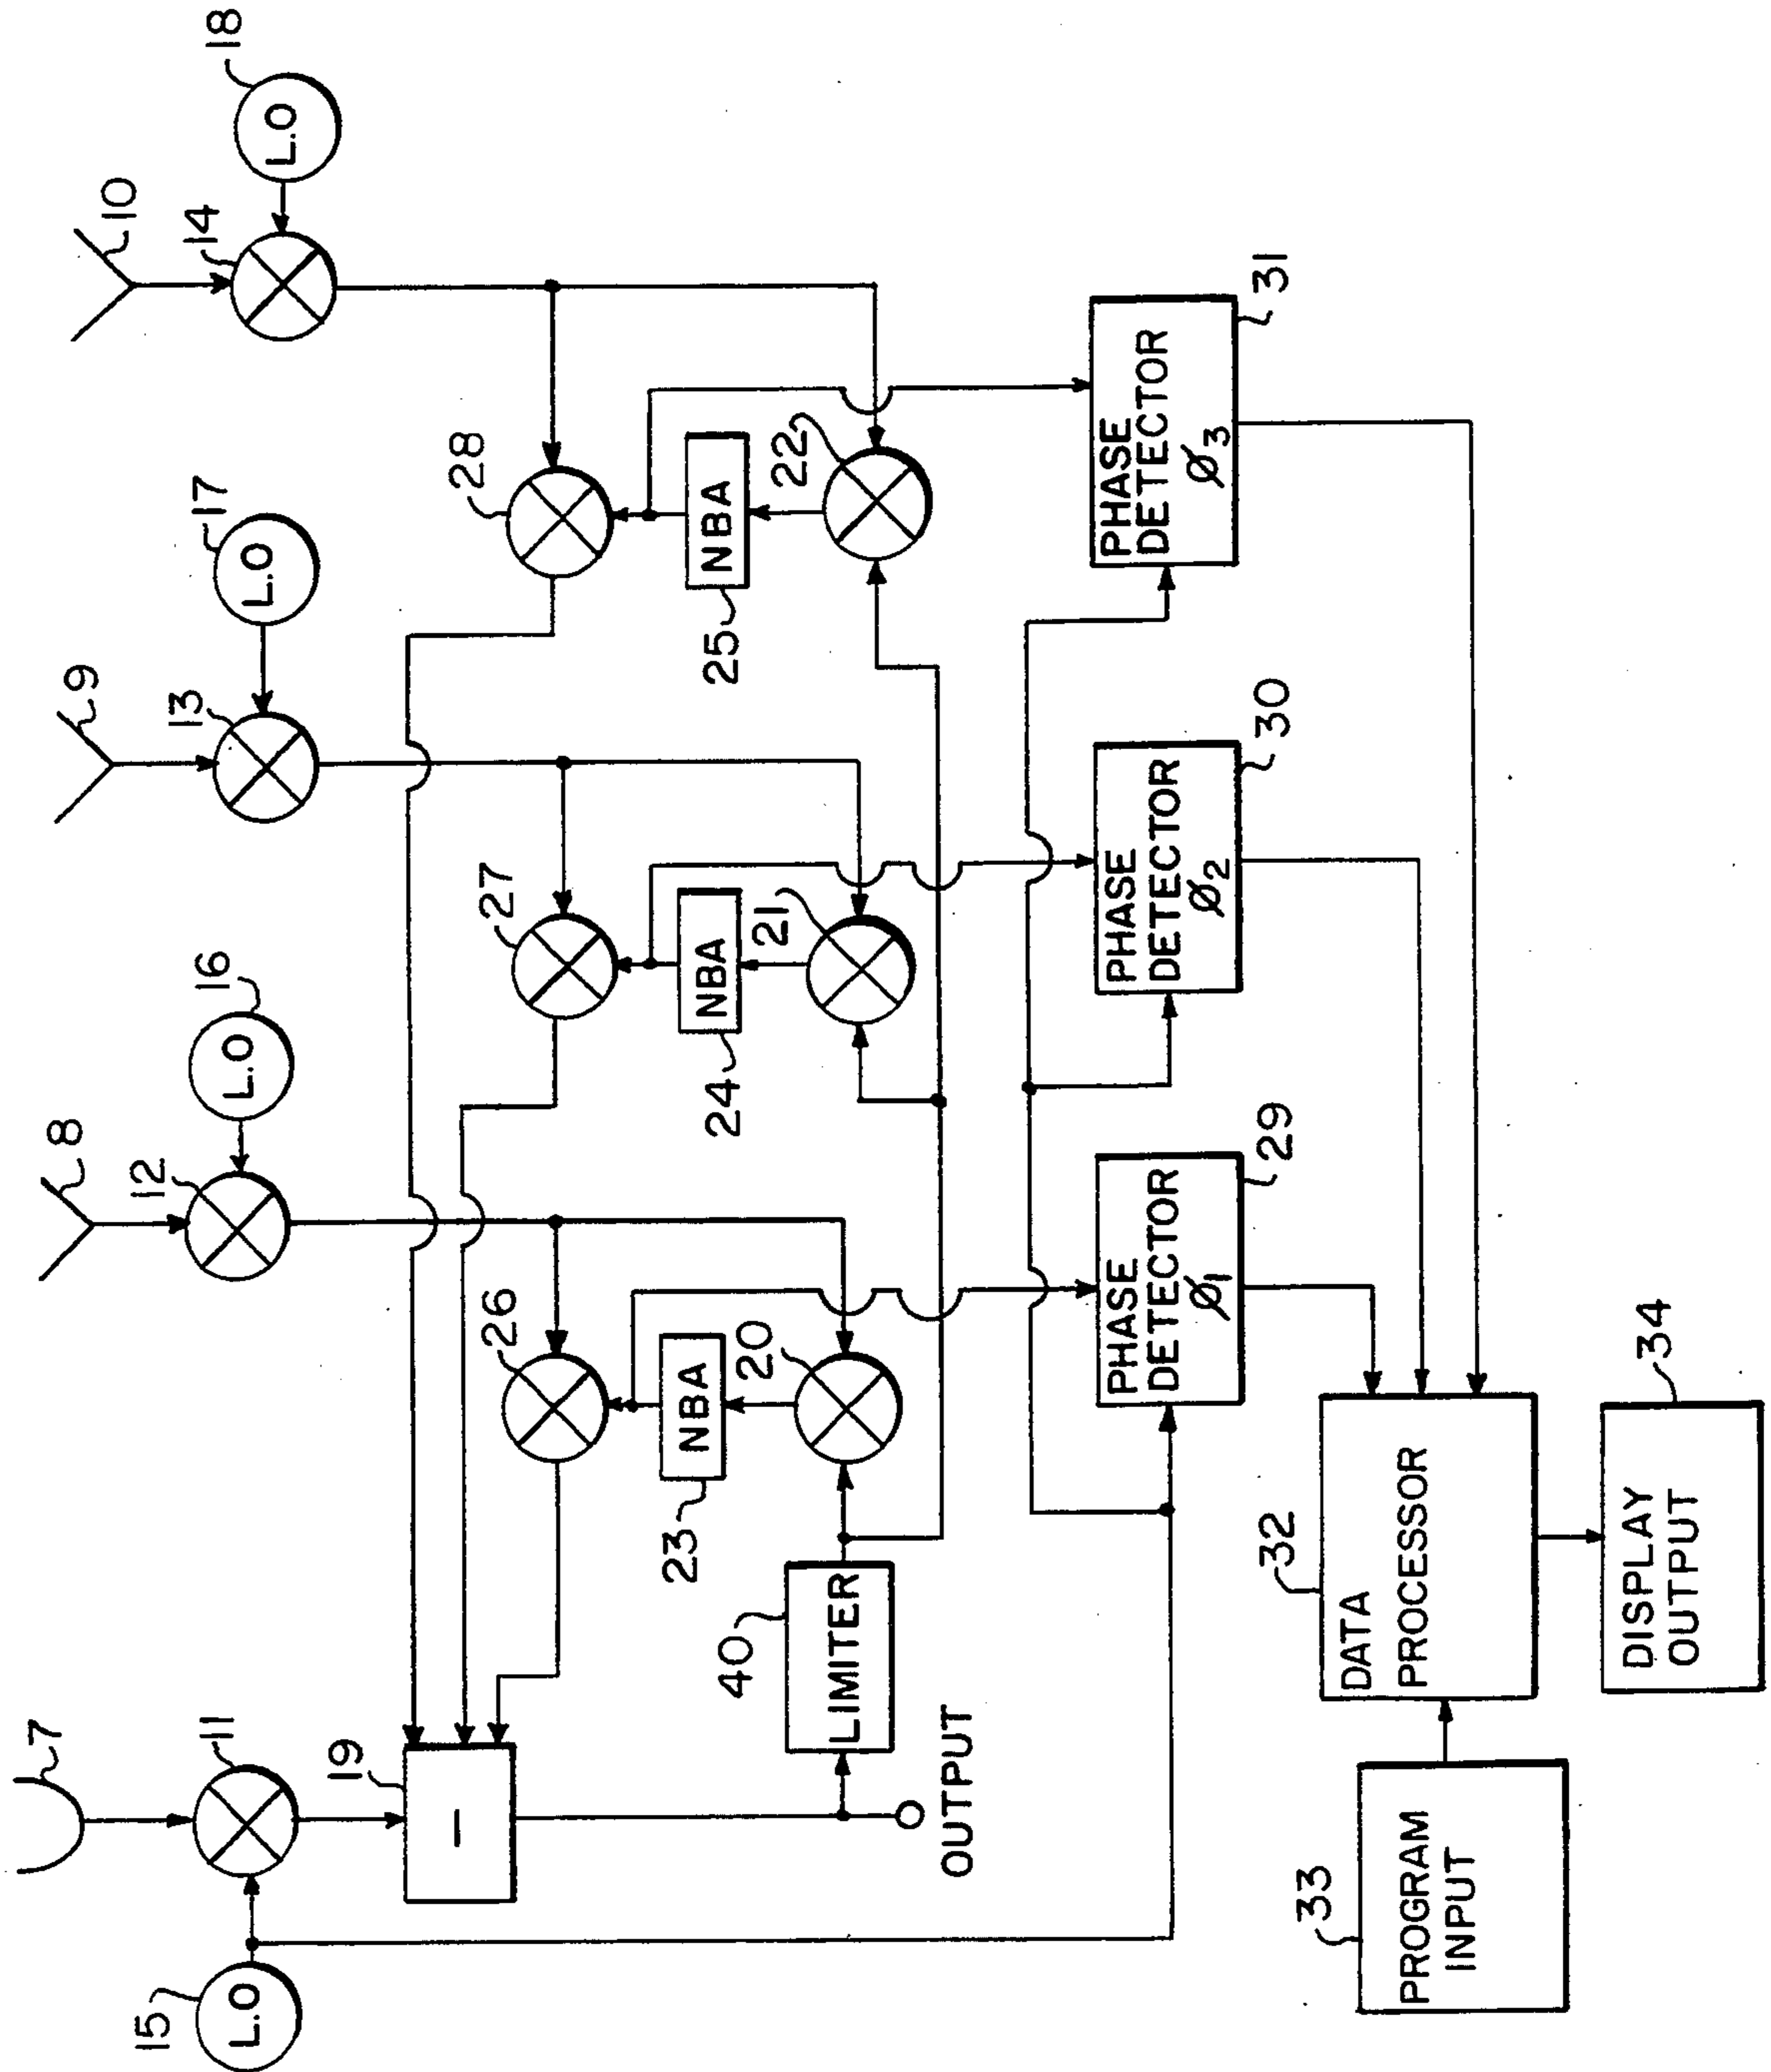 7
8
9
10
11
12
13
14
15
L.O
16
L.O
17
L.O
18
L.O
19
–
26
27
28
23
NBA
24
NBA
25
NBA
20
21
22
40
LIMITER
OUTPUT
PHASE
DETECTOR
Ø1
29
PHASE
DETECTOR
Ø2
30
PHASE
DETECTOR
Ø3
31
32
DATA
PROCESSOR
33
PROGRAM
INPUT
34
DISPLAY
OUTPUT